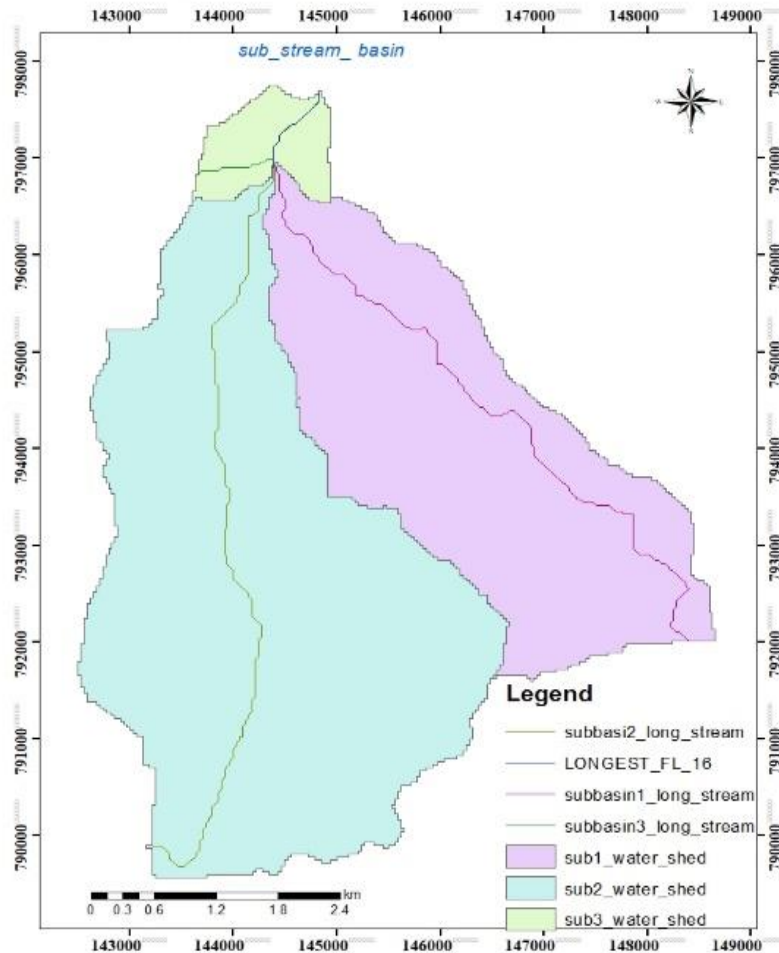 143000 144000 145000 146000 147000 148000 149000
sub_stream_ basin
N
798000 798000
797000 797000
796000 796000
795000 795000
794000 794000
793000 793000
792000 792000
791000 791000
790000 790000
Legend
subbasi2_long_stream
LONGEST_FL_16
subbasin1_long_stream
subbasin3_long_stream
sub1_water_shed
sub2_water_shed
sub3_water_shed
km
0 0.3 0.6 1.2 1.8 2.4
143000 144000 145000 146000 147000 148000 149000